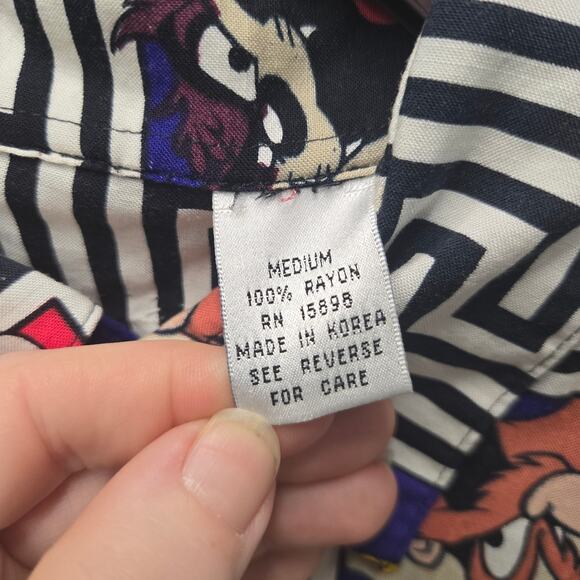 MEDIUM
100% RAYON
RN 15898
MADE IN KOREA
SEE REVERSE
FOR CARE